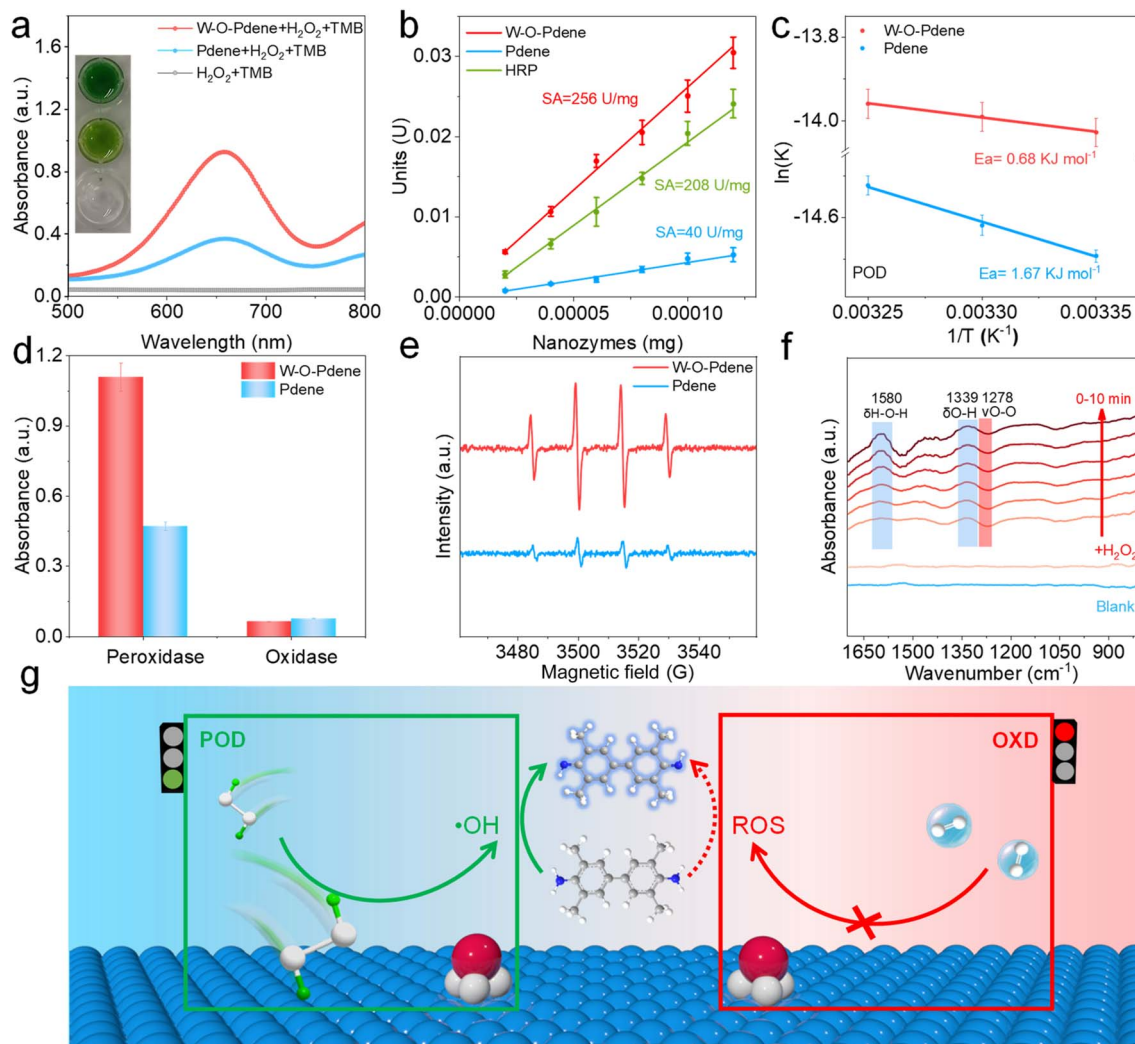 a
1.8
1.5
1.2
0.9
0.6
0.4
0.0
Absorbance (a.u.)
W-O-Pdene+H₂O₂+TMB
Pdene+H₂O₂+TMB
H₂O₂+TMB
500 600 700 800
Wavelength (nm)
b
0.03
0.02
0.01
0.00
Units (U)
W-O-Pdene
Pdene
HRP
SA=256 U/mg
SA=208 U/mg
SA=40 U/mg
0.00000 0.00005 0.00010
Nanozymes (mg)
c
-13.8
-14.0
-14.6
ln(K)
W-O-Pdene
Pdene
Ea= 0.68 KJ mol⁻¹
Ea= 1.67 KJ mol⁻¹
POD
0.00325 0.00330 0.00335
1/T (K⁻¹)
d
1.2
0.9
0.6
0.3
0.0
Absorbance (a.u.)
W-O-Pdene
Pdene
Peroxidase Oxidase
e
Intensity (a.u.)
W-O-Pdene
Pdene
3480 3500 3520 3540
Magnetic field (G)
f
Absorbance (a.u.)
1580
δH-O-H
1339
δO-H
1278
νO-O
0-10 min
+H₂O₂
Blank
1650 1500 1350 1200 1050 900
Wavenumber (cm⁻¹)
g
POD
•OH
OXD
ROS